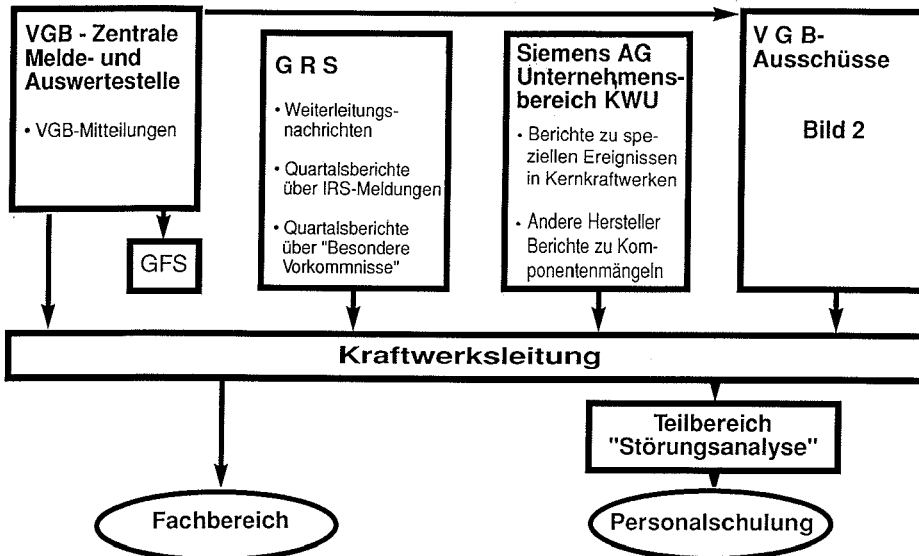 VGB - Zentrale
Melde- und
Auswertestelle
• VGB-Mitteilungen
GFS
G R S
• Weiterleitungs-
nachrichten
• Quartalsberichte
über IRS-Meldungen
• Quartalsberichte
über "Besondere
Vorkommnisse"
Siemens AG
Unternehmens-
bereich KWU
• Berichte zu spe-
ziellen Ereignissen
in Kernkraftwerken
• Andere Hersteller
Berichte zu Kom-
ponentenmängeln
V G B-
Ausschüsse
Bild 2
Kraftwerksleitung
Teilbereich
"Störungsanalyse"
Fachbereich
Personalschulung